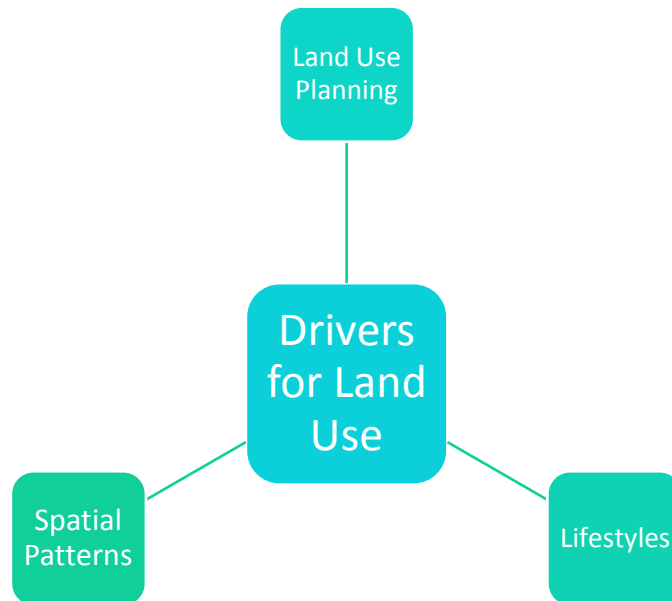 Land Use
Planning
Drivers
for Land
Use
Spatial
Patterns
Lifestyles